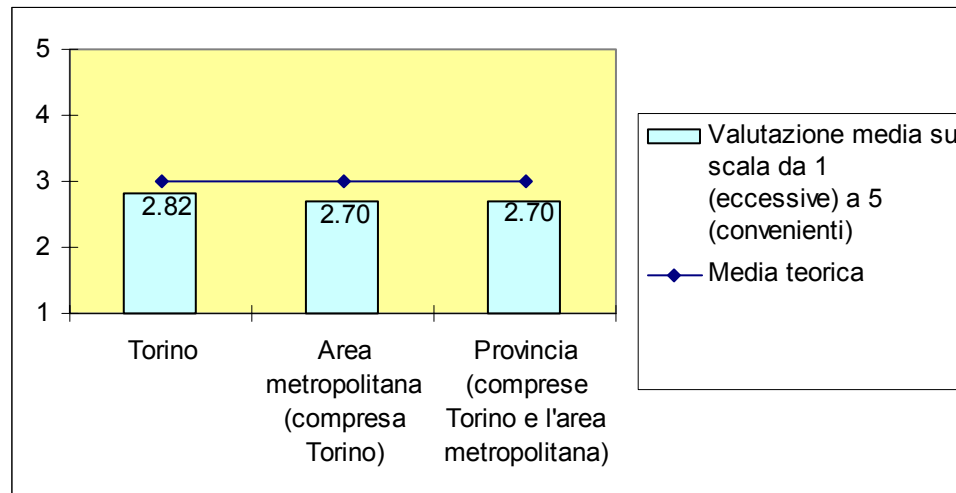 5
4
3
2
1
2.82
2.70
2.70
Torino
Area
metropolitana
(compresa
Torino)
Provincia
(comprese
Torino e l'area
metropolitana)
Valutazione media su
scala da 1
(eccessive) a 5
(convenienti)
Media teorica